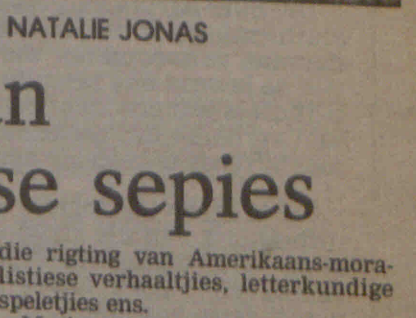 NATALIE JONAS
n
se sepies
die rigting van Amerikaans-mora-
listiese verhaaltjies, letterkundige
speletjies ens.